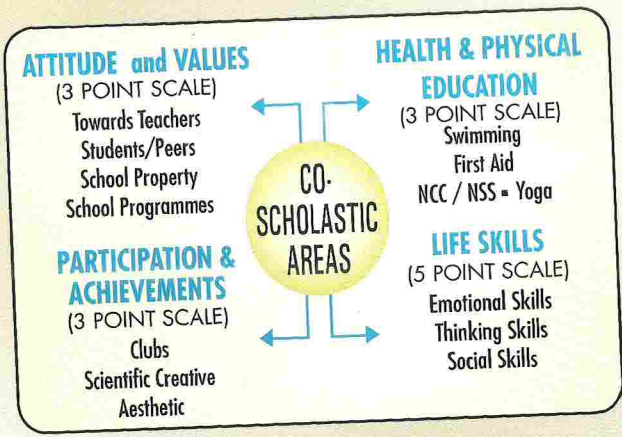 ATTITUDE and VALUES
(3 POINT SCALE)
Towards Teachers
Students/Peers
School Property
School Programmes
HEALTH & PHYSICAL
EDUCATION
(3 POINT SCALE)
Swimming
First Aid
NCC / NSS ▪ Yoga
CO-
SCHOLASTIC
AREAS
PARTICIPATION &
ACHIEVEMENTS
(3 POINT SCALE)
Clubs
Scientific Creative
Aesthetic
LIFE SKILLS
(5 POINT SCALE)
Emotional Skills
Thinking Skills
Social Skills